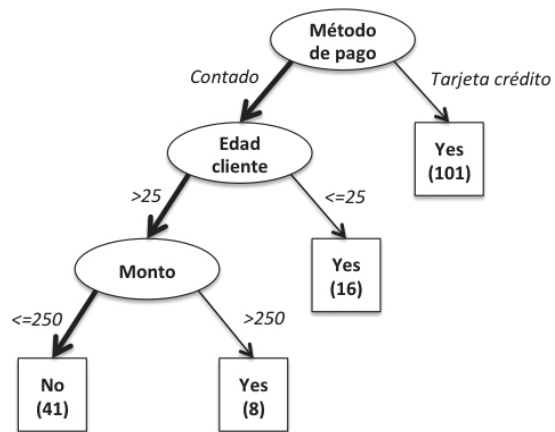 Método
de pago
Contado
Tarjeta crédito
Edad
cliente
Yes
(101)
>25
<=25
Monto
Yes
(16)
<=250
>250
No
(41)
Yes
(8)